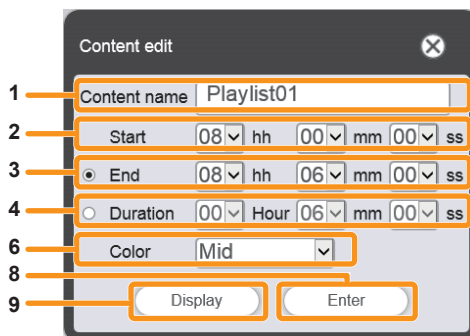 Content edit
1 Content name Playlist01
2 Start 08 hh 00 mm 00 ss
3 End 08 hh 06 mm 00 ss
4 Duration 00 Hour 06 mm 00 ss
6 Color Mid
8
9 Display Enter